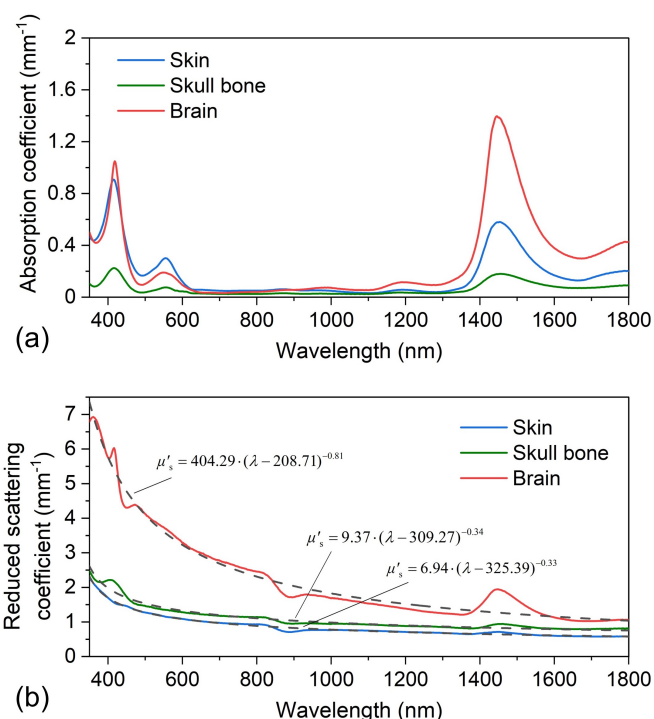 2
1.6
1.2
0.8
0.4
0
Absorption coefficient (mm⁻¹)
Skin
Skull bone
Brain
400 600 800 1000 1200 1400 1600 1800
Wavelength (nm)
(a)
7
6
5
4
3
2
1
0
Reduced scattering
coefficient (mm⁻¹)
Skin
Skull bone
Brain
μ′ₛ = 404.29·(λ – 208.71)⁻⁰·⁸¹
μ′ₛ = 9.37·(λ – 309.27)⁻⁰·³⁴
μ′ₛ = 6.94·(λ – 325.39)⁻⁰·³³
400 600 800 1000 1200 1400 1600 1800
Wavelength (nm)
(b)